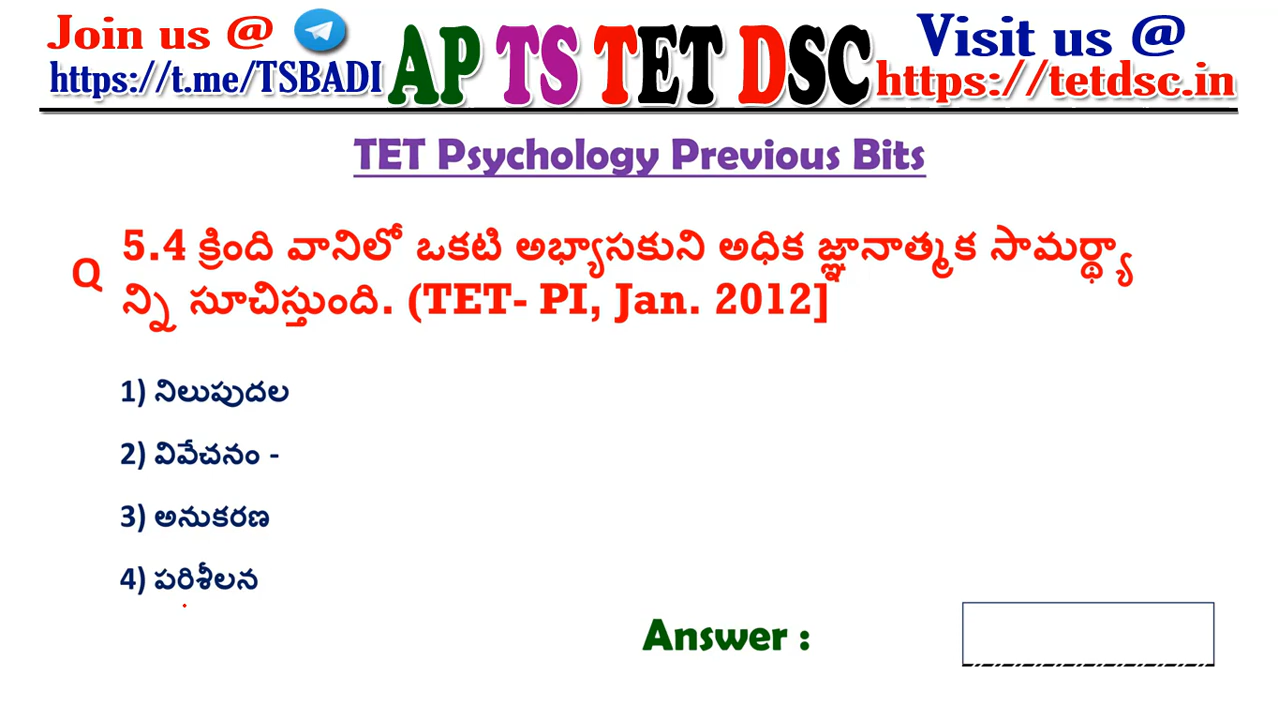 Join us @
https://t.me/TSBADI
AP TS TET DSC
Visit us @
https://tetdsc.in
TET Psychology Previous Bits
Q
5.4 క్రింది వానిలో ఒకటి అభ్యాసకుని అధిక జ్ఞానాత్మక సామర్థ్యా
న్ని సూచిస్తుంది. (TET- PI, Jan. 2012]
1) నిలుపుదల
2) వివేచనం -
3) అనుకరణ
4) పరిశీలన
Answer :